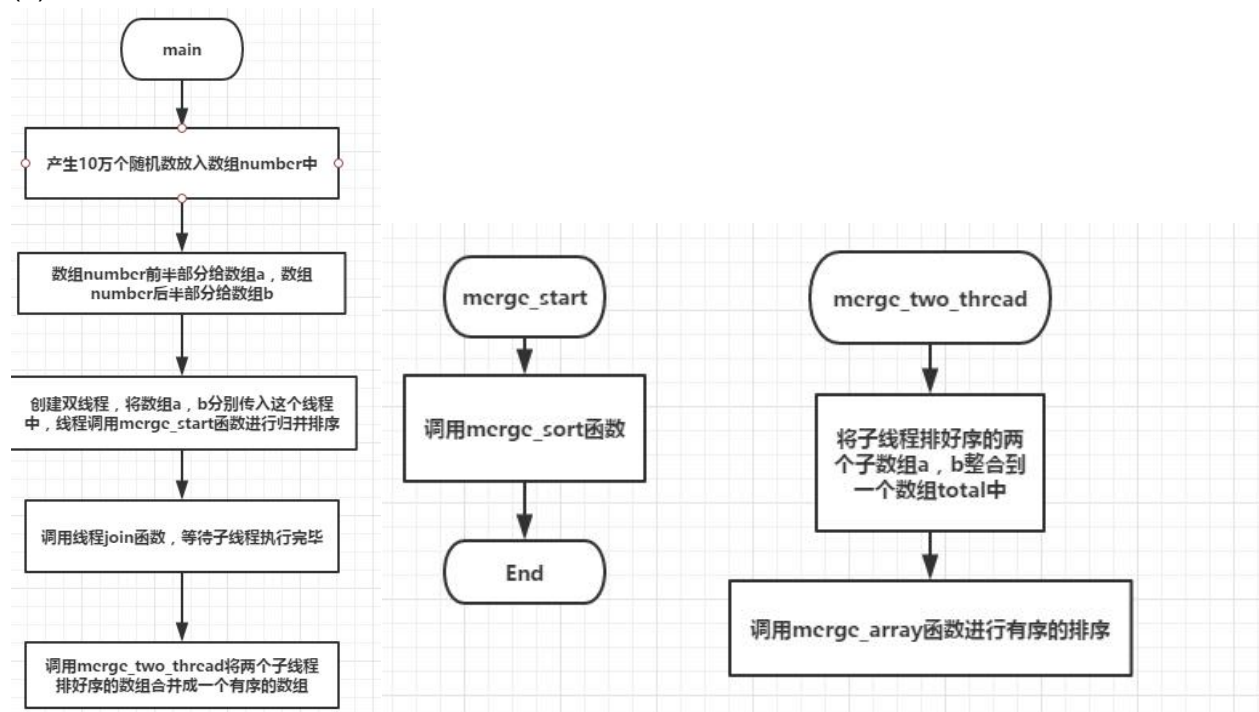 main
产生10万个随机数放入数组number中
数组number前半部分给数组a，数组
number后半部分给数组b
创建双线程，将数组a，b分别传入这个线程
中，线程调用merge_start函数进行归并排序
调用线程join函数，等待子线程执行完毕
调用merge_two_thread将两个子线程
排好序的数组合并成一个有序的数组
merge_start
调用merge_sort函数
End
merge_two_thread
将子线程排好序的两
个子数组a，b整合到
一个数组total中
调用merge_array函数进行有序的排序